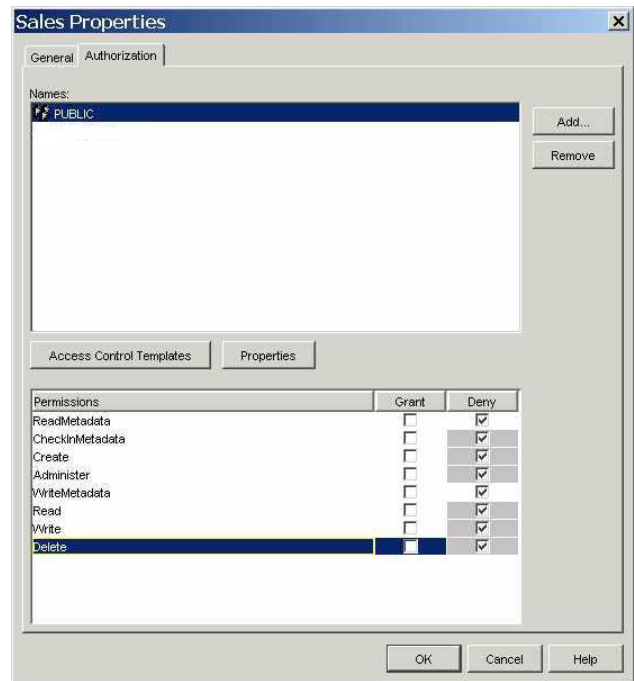 Sales Properties
General Authorization
Names:
PUBLIC
Add...
Remove
Access Control Templates Properties
Permissions Grant Deny
ReadMetadata
CheckInMetadata
Create
Administer
WriteMetadata
Read
Write
Delete
OK Cancel Help